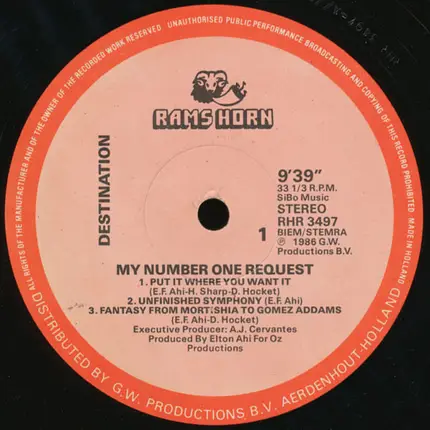 ALL RIGHTS OF THE MANUFACTURER AND OF THE OWNER OF THE RECORDED WORK RESERVED UNAUTHORISED PUBLIC PERFORMANCE BROADCASTING AND COPYING OF THIS RECORD PROHIBITED MADE IN HOLLAND
RAMSHORN
DESTINATION
9'39"
33 1/3 R.P.M.
SiBo Music
STEREO
RHR 3497
BIEM/STEMRA
℗ 1986 G.W.
Productions B.V.
1
MY NUMBER ONE REQUEST
1. PUT IT WHERE YOU WANT IT
(E.F. Ahi-H. Sharp-D. Hocket)
2. UNFINISHED SYMPHONY (E.F. Ahi)
3. FANTASY FROM MORTISHIA TO GOMEZ ADDAMS
(E.F. Ahi-D. Hocket)
Executive Producer: A.J. Cervantes
Produced By Elton Ahi For Oz
Productions
DISTRIBUTED BY G.W. PRODUCTIONS B.V. AERDENHOUT-HOLLAND